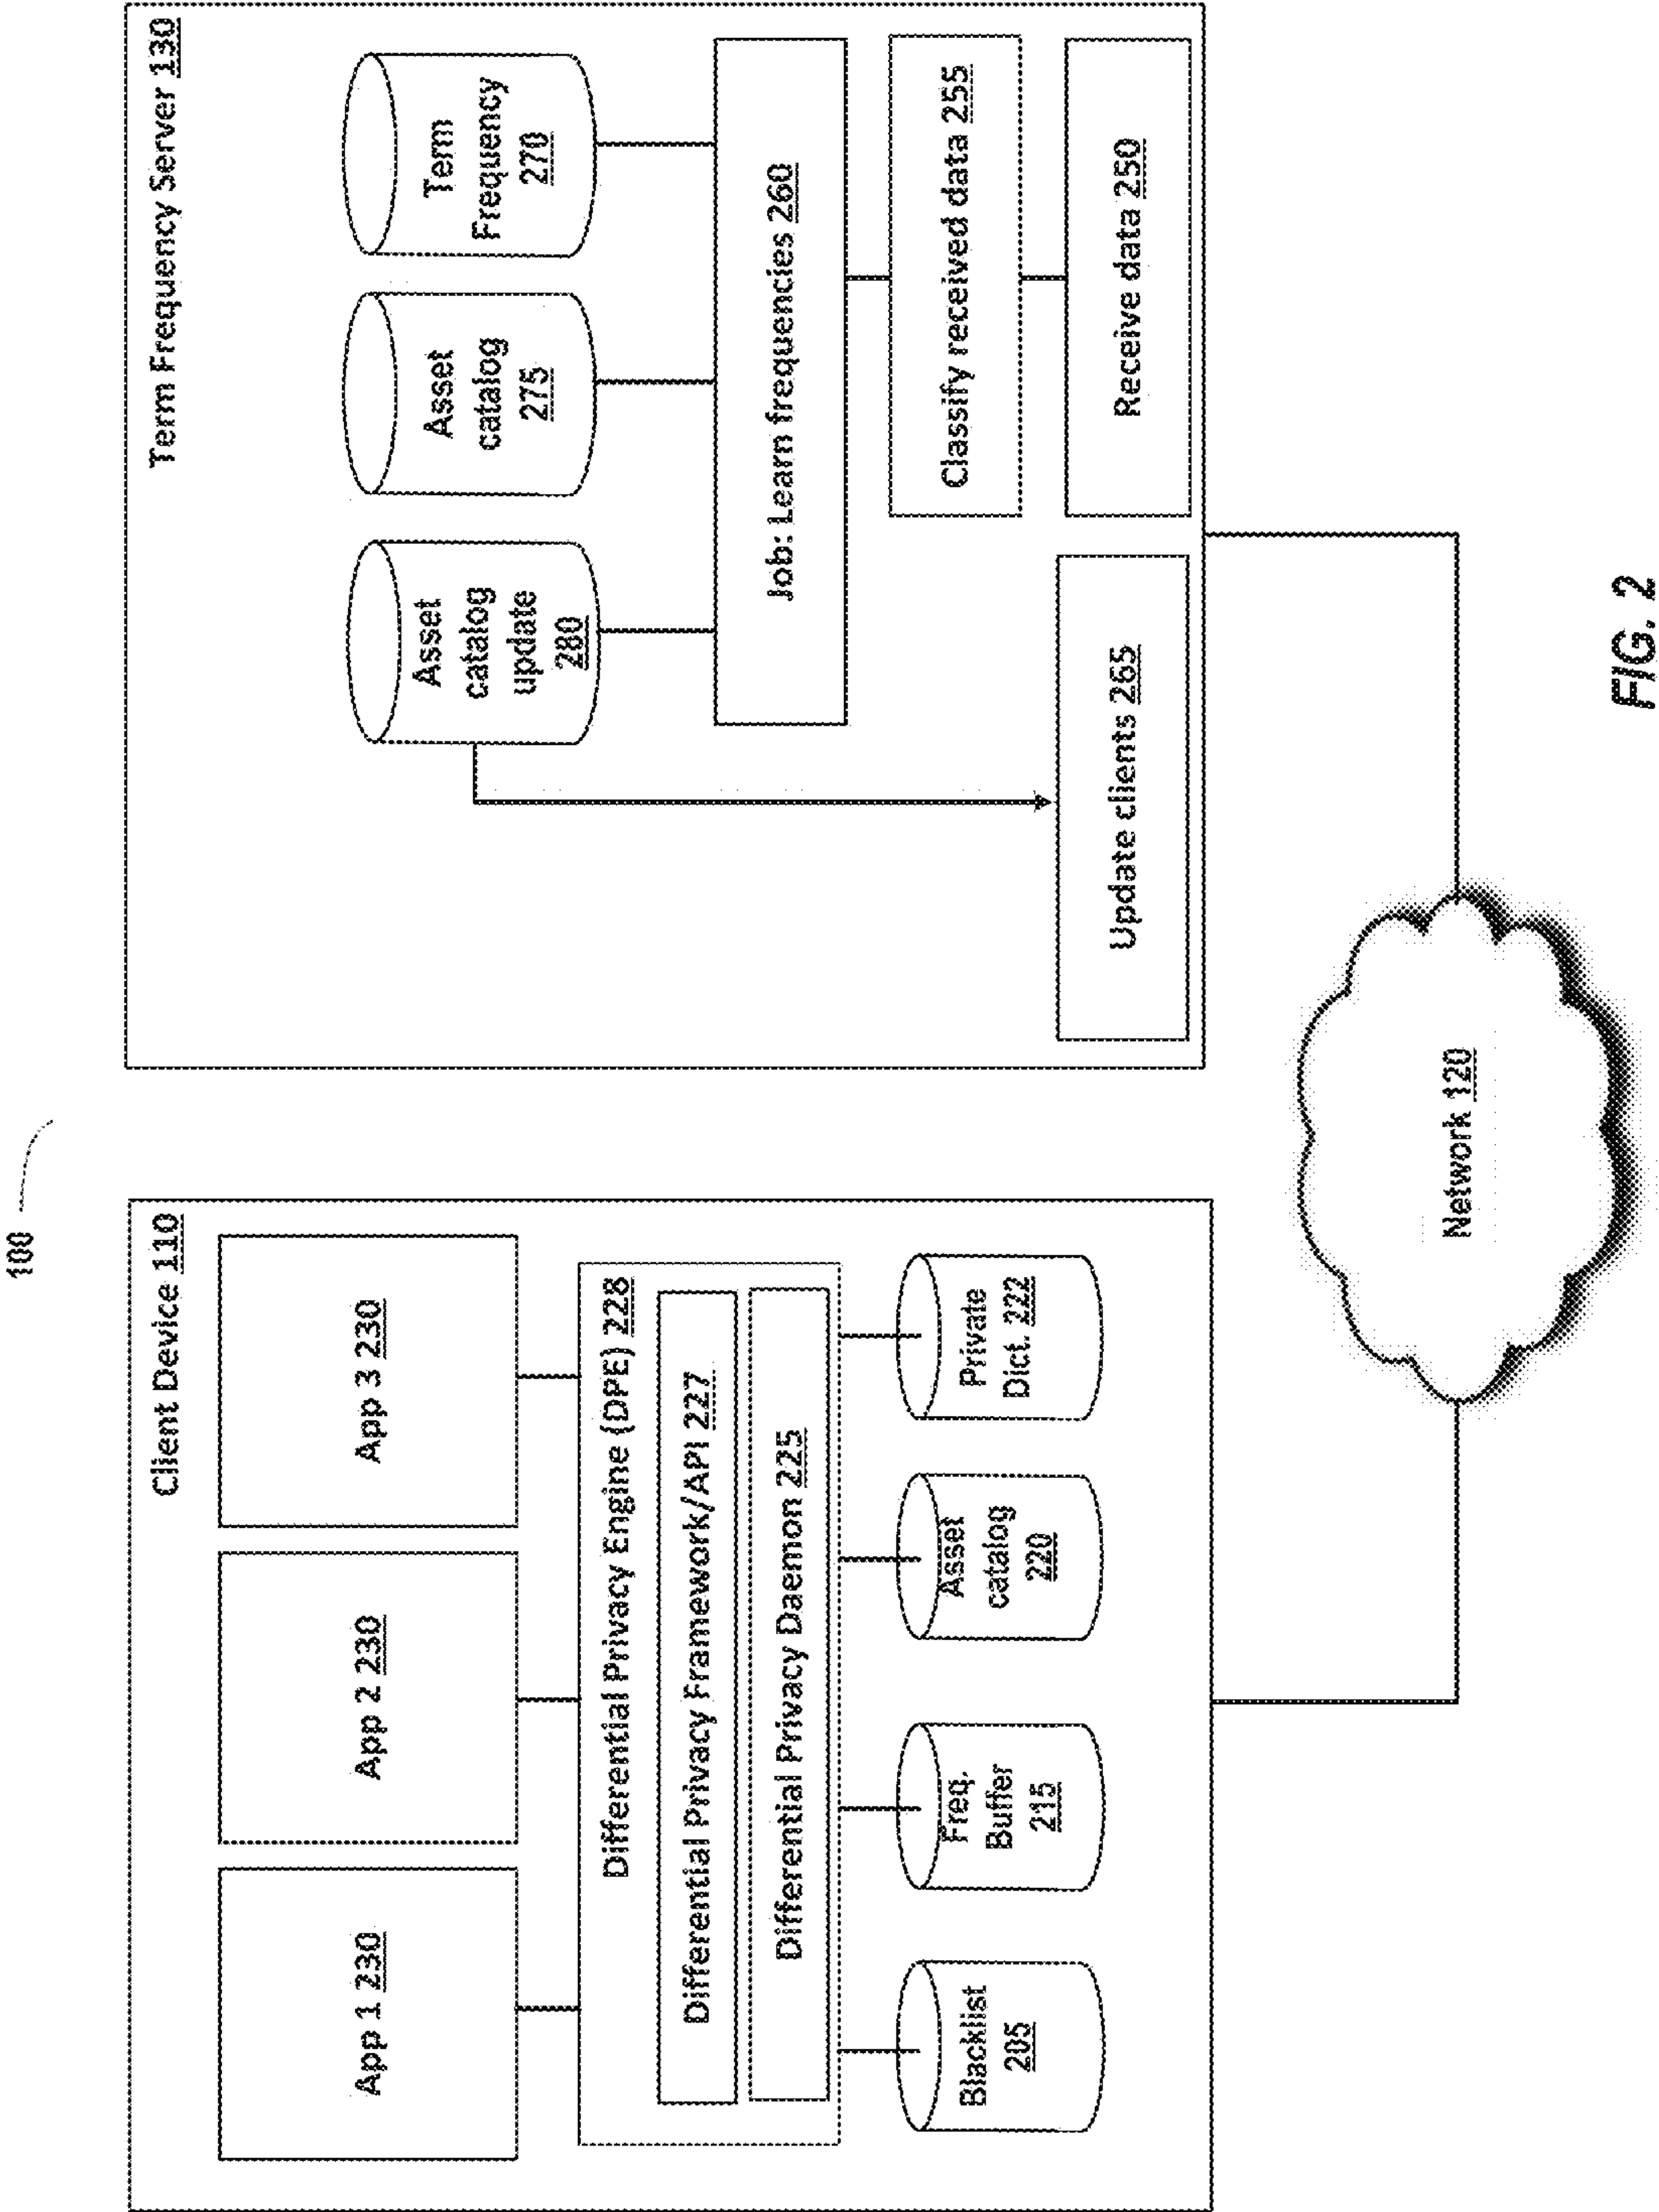 100
Client Device 110
App 1 230
App 2 230
App 3 230
Differential Privacy Engine (DPE) 228
Differential Privacy Framework/API 227
Differential Privacy Daemon 225
Blacklist
205
Freq.
Buffer
215
Asset
catalog
220
Private
Dict. 222
Term Frequency Server 130
Asset
catalog
update
280
Asset
catalog
275
Term
Frequency
270
Job: Learn frequencies 260
Classify received data 255
Update clients 265
Receive data 250
Network 120
FIG. 2